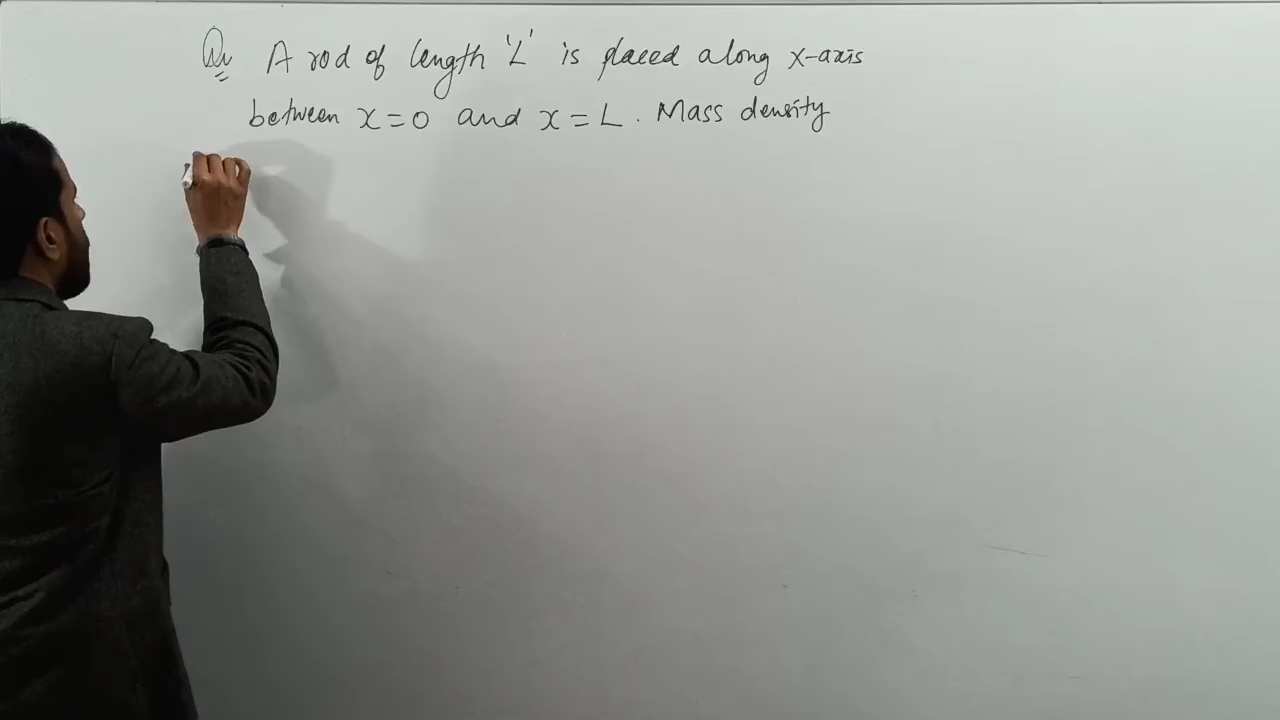 Qu A rod of length 'L' is placed along x-axis
between x = 0 and x = L. Mass density